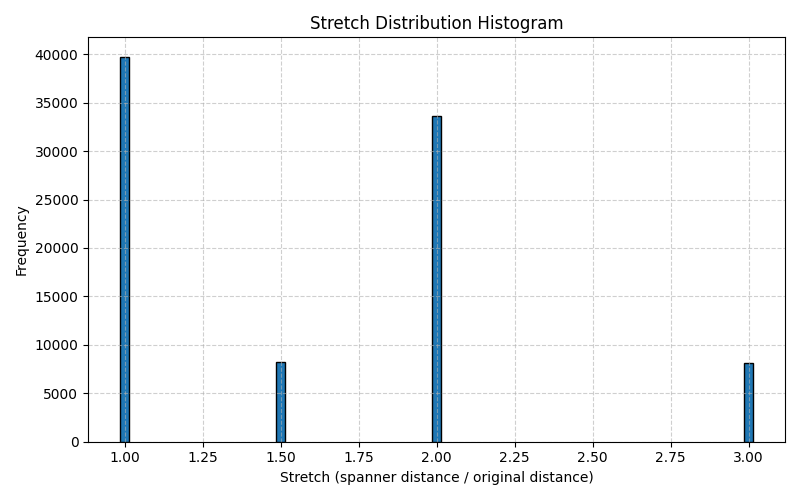 Stretch Distribution Histogram
40000
35000
30000
25000
20000
15000
10000
5000
0
Frequency
1.00 1.25 1.50 1.75 2.00 2.25 2.50 2.75 3.00
Stretch (spanner distance / original distance)